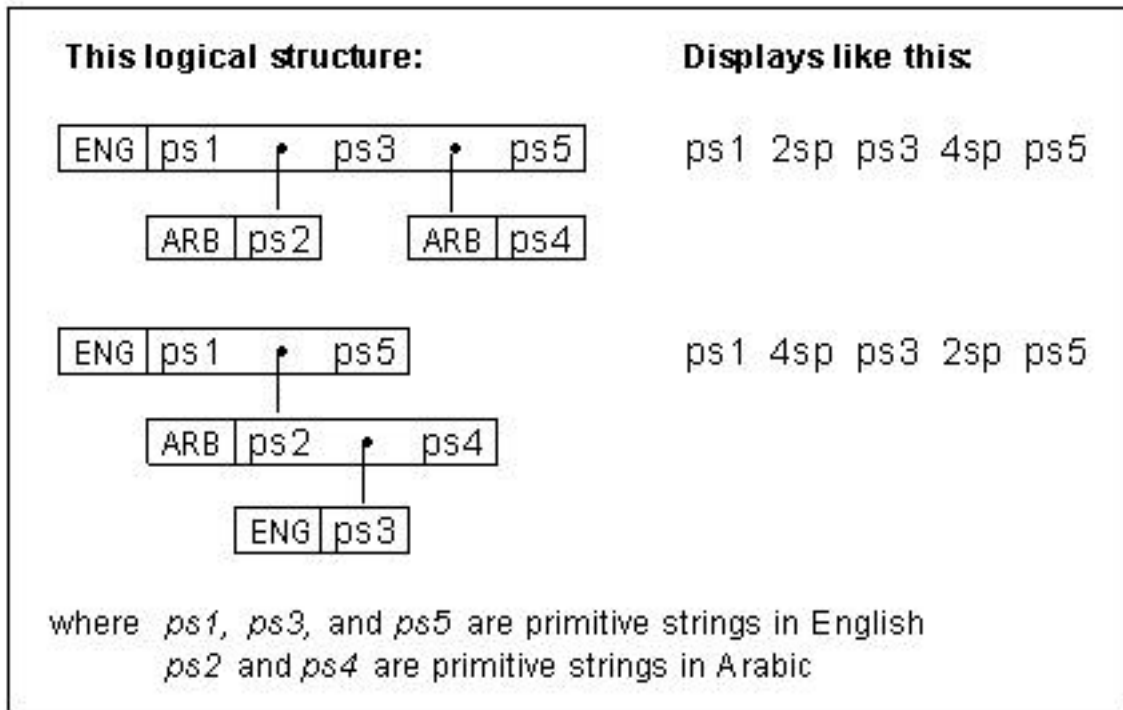 This logical structure: Displays like this:
ENG ps1 • ps3 • ps5 ps1 2sp ps3 4sp ps5
ARB ps2 ARB ps4
ENG ps1 • ps5 ps1 4sp ps3 2sp ps5
ARB ps2 • ps4
ENG ps3
where ps1, ps3, and ps5 are primitive strings in English
ps2 and ps4 are primitive strings in Arabic